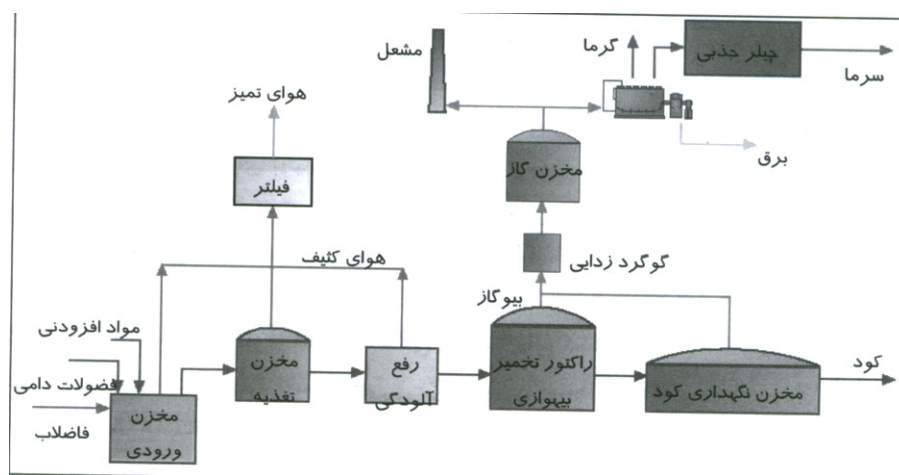 مشعل
گرما
چیلر جذبی
سرما
هوای تمیز
برق
مخزن گاز
فیلتر
هوای کثیف
گوگرد زدایی
بیوگاز
مواد افزودنی
فضولات دامی
فاضلاب
مخزن
ورودی
مخزن
تغذیه
رفع
آلودگی
راکتور تخمیر
بیهوازی
مخزن نگهداری کود
کود